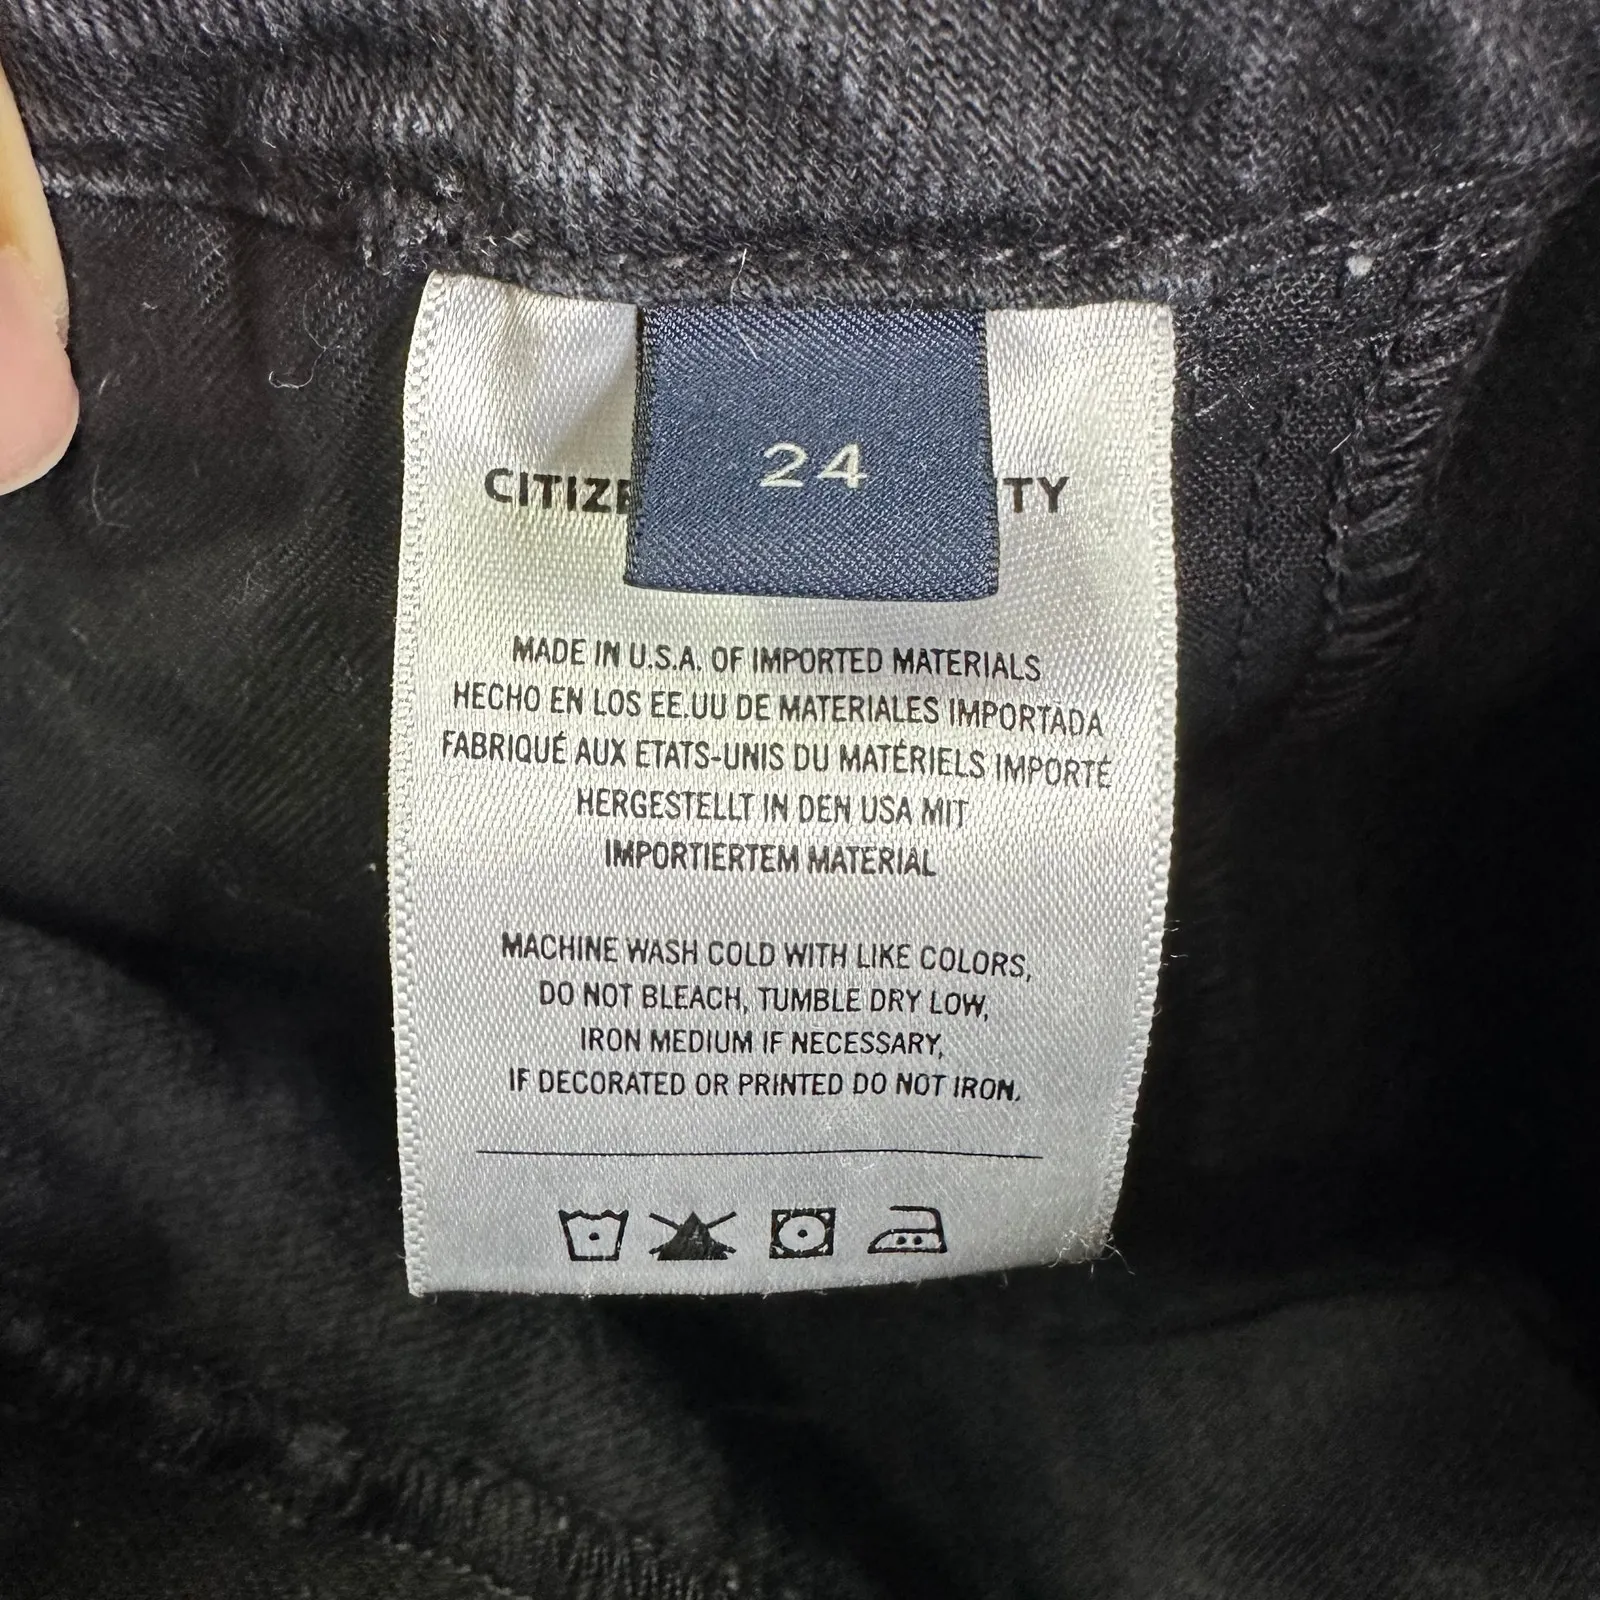 24
CITIZE TY
MADE IN U.S.A. OF IMPORTED MATERIALS
HECHO EN LOS EE.UU DE MATERIALES IMPORTADA
FABRIQUÉ AUX ETATS-UNIS DU MATÉRIELS IMPORTÉ
HERGESTELLT IN DEN USA MIT
IMPORTIERTEM MATERIAL
MACHINE WASH COLD WITH LIKE COLORS,
DO NOT BLEACH, TUMBLE DRY LOW,
IRON MEDIUM IF NECESSARY,
IF DECORATED OR PRINTED DO NOT IRON.